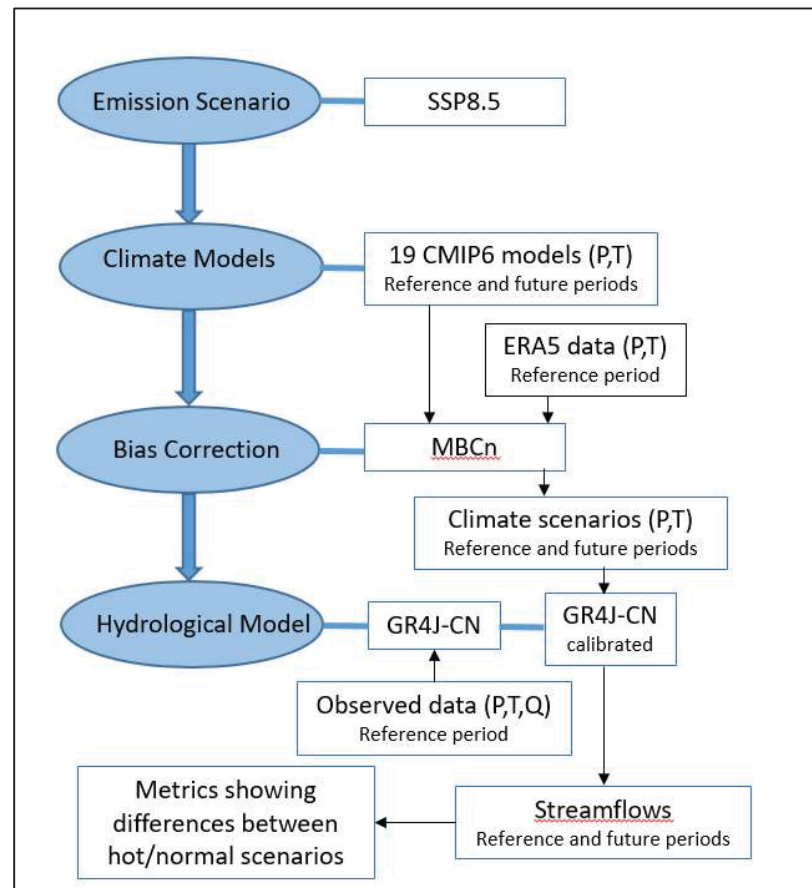 Emission Scenario
SSP8.5
Climate Models
19 CMIP6 models (P,T)
Reference and future periods
ERA5 data (P,T)
Reference period
Bias Correction
MBCn
Climate scenarios (P,T)
Reference and future periods
Hydrological Model
GR4J-CN
GR4J-CN
calibrated
Observed data (P,T,Q)
Reference period
Metrics showing
differences between
hot/normal scenarios
Streamflows
Reference and future periods